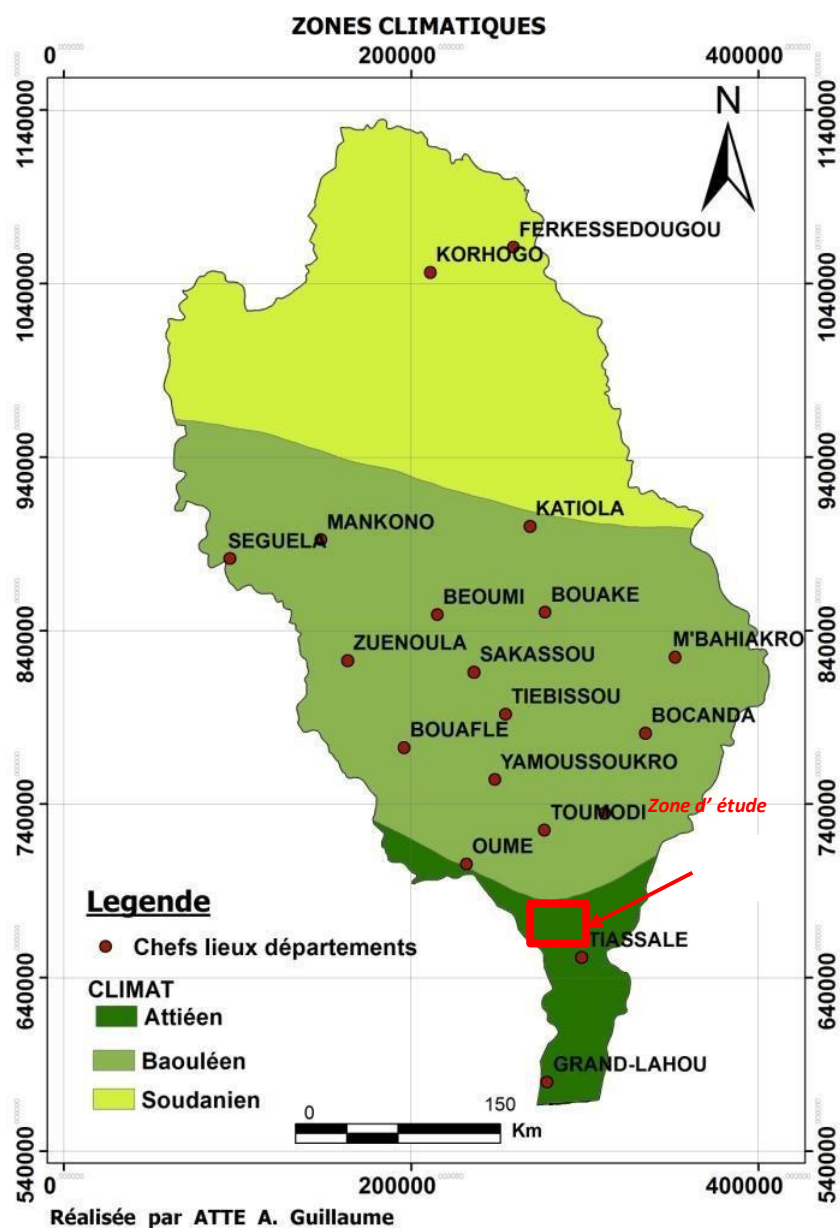 ZONES CLIMATIQUES
0 200000 400000
1140000 1140000
N
FERKESSEDOUGOU
KORHOGO
1040000 1040000
940000 940000
KATIOLA
MANKONO
SEGUELA
BEOUMI BOUAKE
840000 840000
ZUENOULA SAKASSOU M'BAHIAKRO
TIEBISSOU
BOUAFLE BOCANDA
YAMOUSSOUKRO
740000 740000
TOUMODI Zone d' étude
OUME
Legende
Chefs lieux départements
TIASSALE
640000 640000
CLIMAT
Attiéen
Baouléen
Soudanien
GRAND-LAHOU
0 150
Km
540000 540000
0 200000 400000
Réalisée par ATTE A. Guillaume